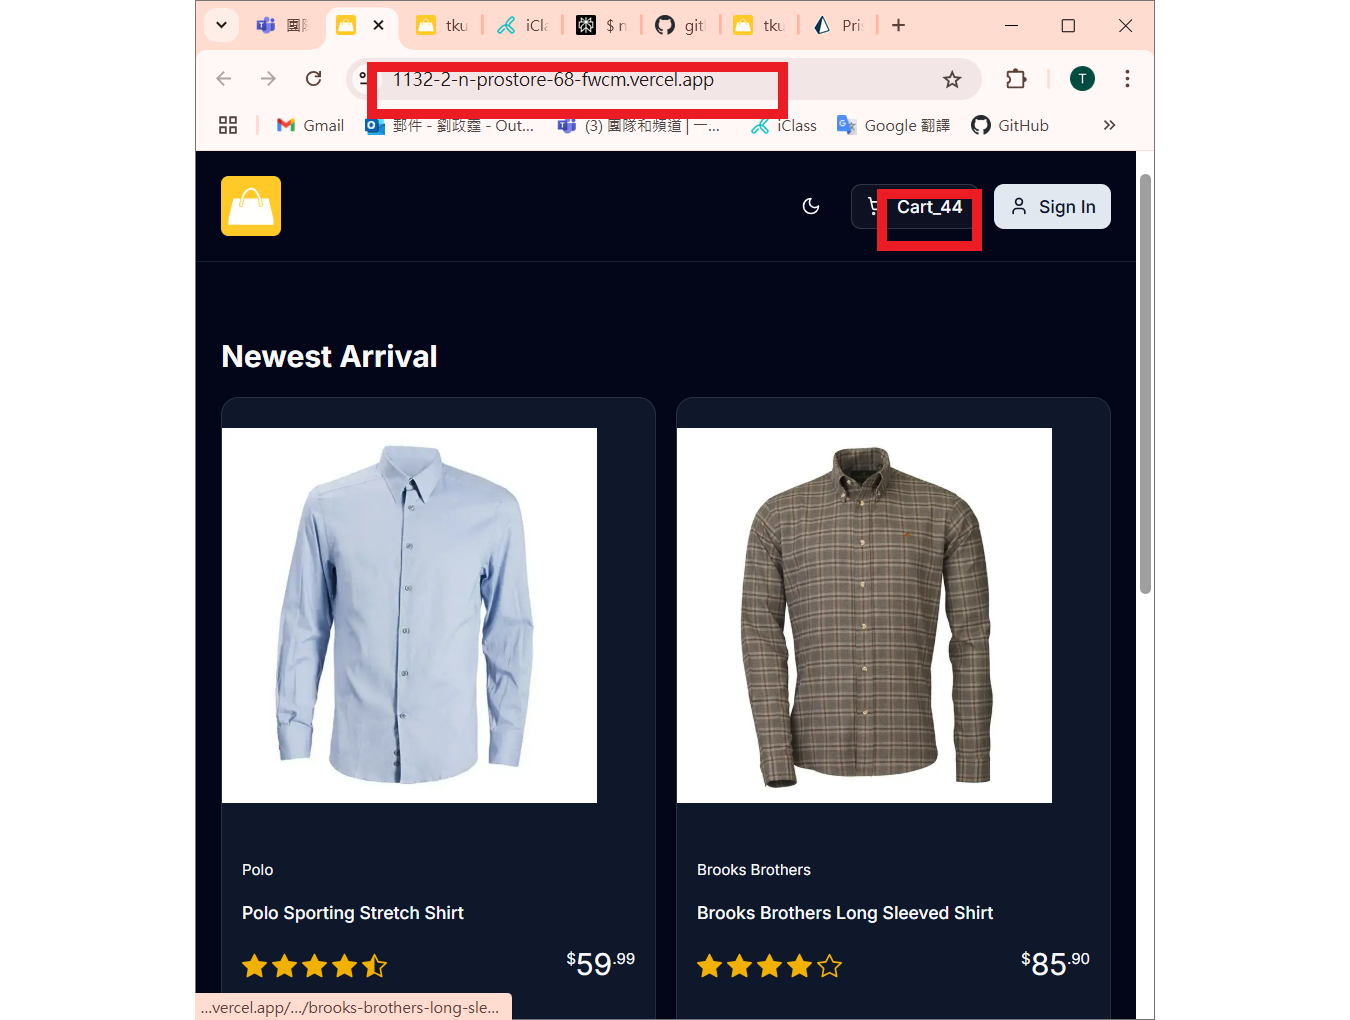 團
tku
iCla
$ n
git
tku
Pri
1132-2-n-prostore-68-fwcm.vercel.app
T
Gmail
郵件 - 劉政霆 - Out...
(3) 團隊和頻道 | 一...
iClass
Google 翻譯
GitHub
Cart_44
Sign In
Newest Arrival
Polo
Brooks Brothers
Polo Sporting Stretch Shirt
Brooks Brothers Long Sleeved Shirt
$59.99
$85.90
...vercel.app/.../brooks-brothers-long-sle...